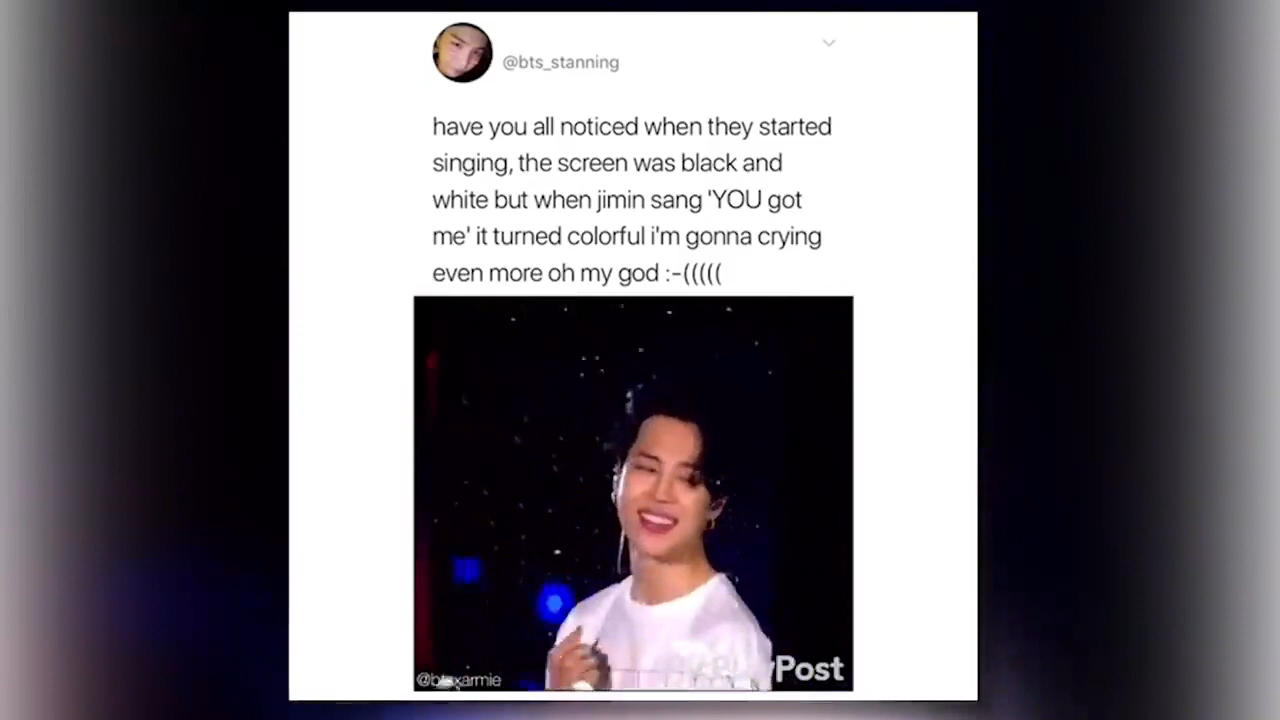 @bts_stanning
have you all noticed when they started
singing, the screen was black and
white but when jimin sang 'YOU got
me' it turned colorful i'm gonna crying
even more oh my god :-(((((
Post